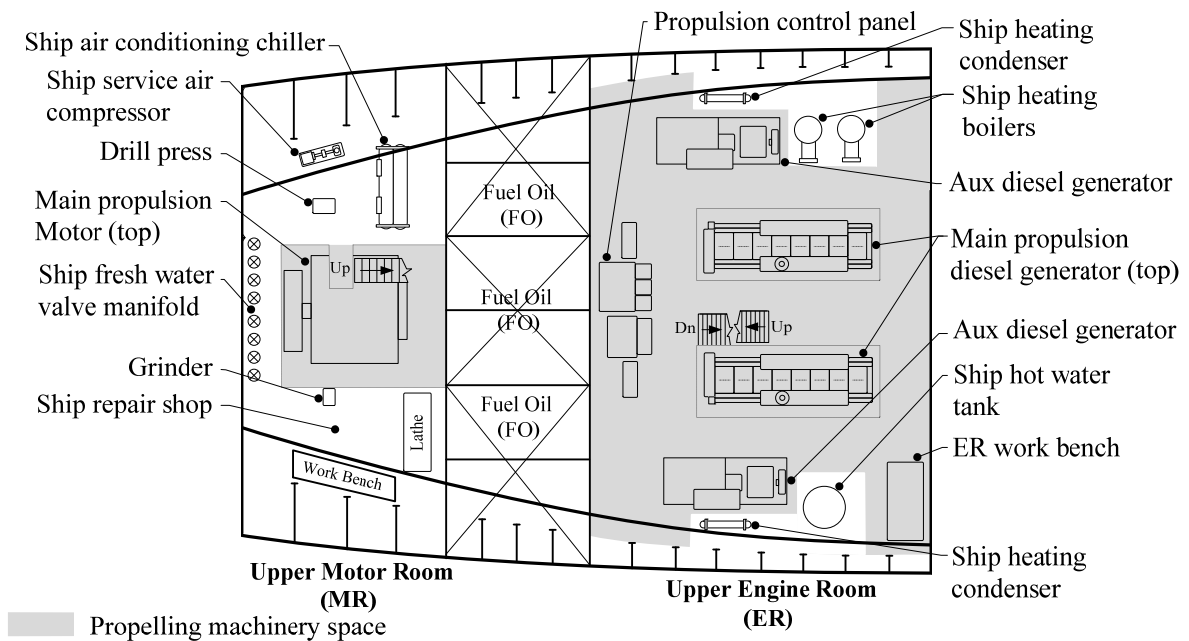 Propulsion control panel
Ship air conditioning chiller
Ship heating
condenser
Ship service air
compressor
Ship heating
boilers
Drill press
Fuel Oil
(FO)
Aux diesel generator
Main propulsion
Motor (top)
Main propulsion
diesel generator (top)
Up
Ship fresh water
valve manifold
Fuel Oil
(FO)
Dn
Up
Aux diesel generator
Grinder
Ship hot water
tank
Ship repair shop
Fuel Oil
(FO)
Lathe
ER work bench
Work Bench
Ship heating
condenser
Upper Motor Room
(MR)
Upper Engine Room
(ER)
Propelling machinery space